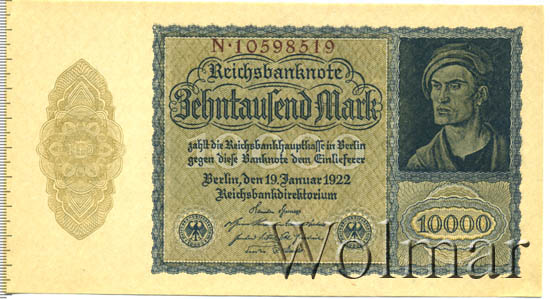 N·10598519
Reichsbanknote
Zehntausend Mark
zahlt die Reichsbankhauptkasse in Berlin
gegen diese Banknote dem Einlieferer
Berlin, den 19. Januar 1922
Reichsbankdirektorium
10000
Wolmar